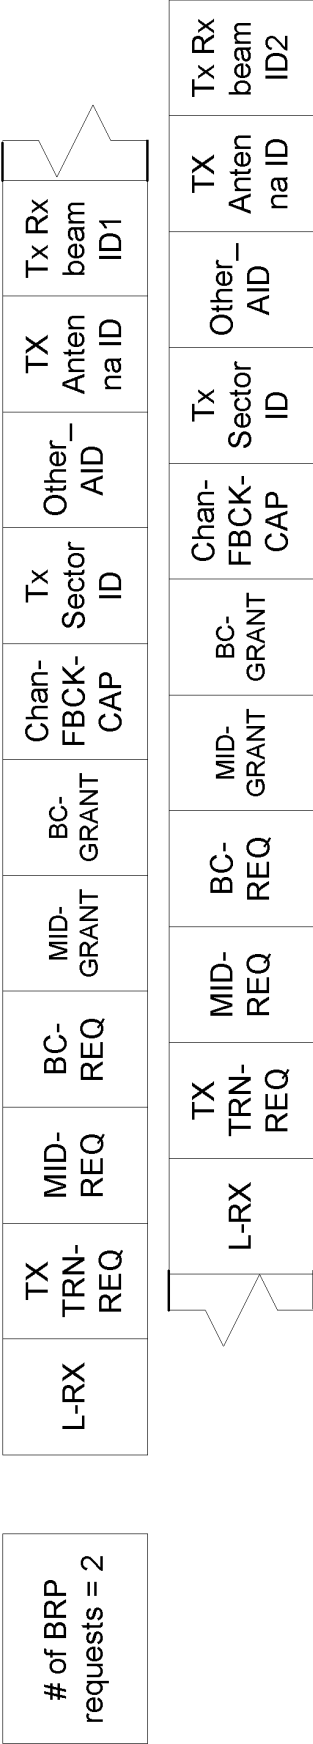 # of BRP
requests = 2
L-RX
TX
TRN-
REQ
MID-
REQ
BC-
REQ
MID-
GRANT
BC-
GRANT
Chan-
FBCK-
CAP
Tx
Sector
ID
Other_
AID
TX
Anten
na ID
Tx Rx
beam
ID1
L-RX
TX
TRN-
REQ
MID-
REQ
BC-
REQ
MID-
GRANT
BC-
GRANT
Chan-
FBCK-
CAP
Tx
Sector
ID
Other_
AID
TX
Anten
na ID
Tx Rx
beam
ID2